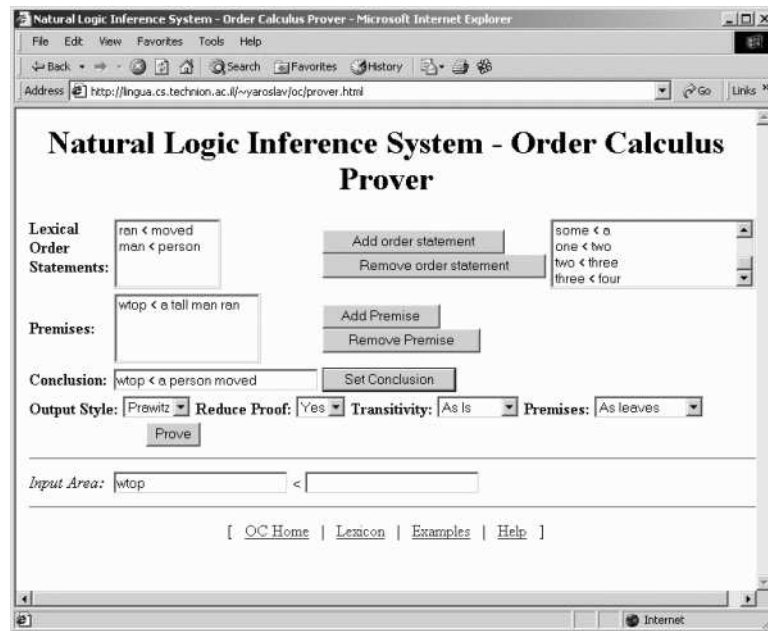 Natural Logic Inference System - Order Calculus Prover - Microsoft Internet Explorer
File Edit View Favorites Tools Help
Back Search Favorites History
Address http://lingua.cs.technion.ac.il/~yaroslav/oc/prover.html Go Links »
Natural Logic Inference System - Order Calculus
Prover
Lexical
Order
Statements:
ran < moved
man < person
Add order statement
Remove order statement
some < a
one < two
two < three
three < four
Premises:
wtop < a tall man ran
Add Premise
Remove Premise
Conclusion: wtop < a person moved Set Conclusion
Output Style: Prawitz Reduce Proof: Yes Transitivity: As Is Premises: As leaves
Prove
Input Area: wtop <
[ OC Home | Lexicon | Examples | Help ]
Internet